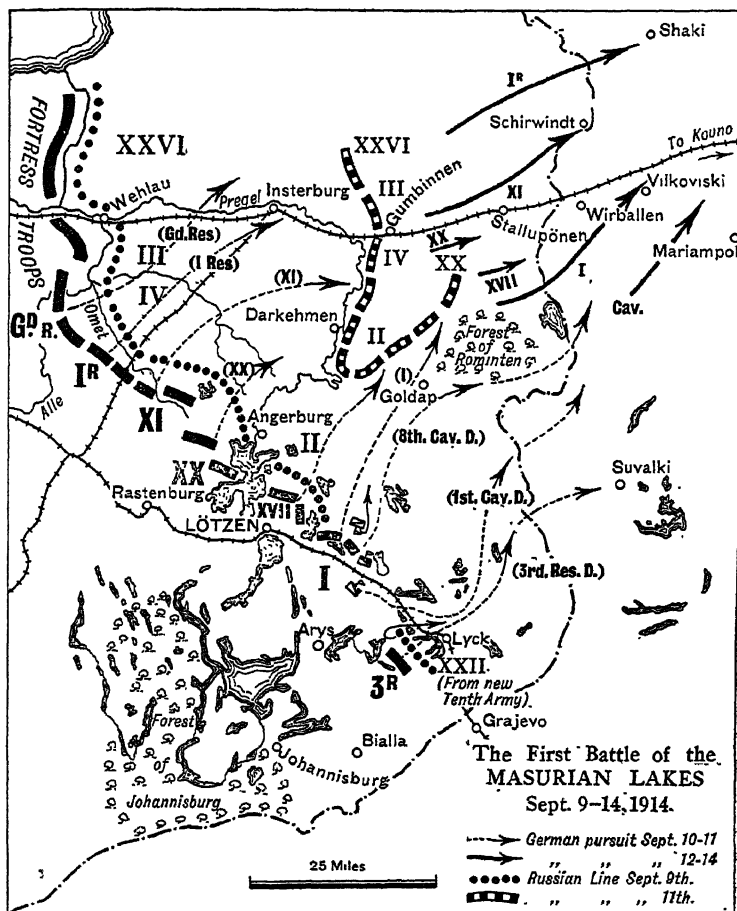 Shaki
I R
Schirwindt
FORTRESS
XXVI
XXVI
To Kovno
III
Wehlau
Pregel
Insterburg
Gumbinnen
XI
Vilkoviski
Stallupönen
Wirballen
TROOPS
III
(Gd. Res)
(I Res)
IV
XX
XX
XVII
Mariampol
IV
(XI)
I
Cav.
GD. R.
Omet
Darkehmen
II
Forest
of
Rominten
I R
(XX)
(I)
Goldap
Alle
XI
Angerburg
II
(8th. Cav. D.)
XX
Rastenburg
XVII
Suvalki
LÖTZEN
(1st. Cav. D.)
I
(3rd. Res. D.)
Arys
Lyck
3 R
XXII
(From new
Tenth Army)
Grajevo
Forest
of
Johannisburg
Johannisburg
Bialla
The First Battle of the
MASURIAN LAKES
Sept. 9-14, 1914.
German pursuit Sept. 10-11
„ „ „ 12-14
Russian Line Sept. 9th.
„ „ „ 11th.
25 Miles
3